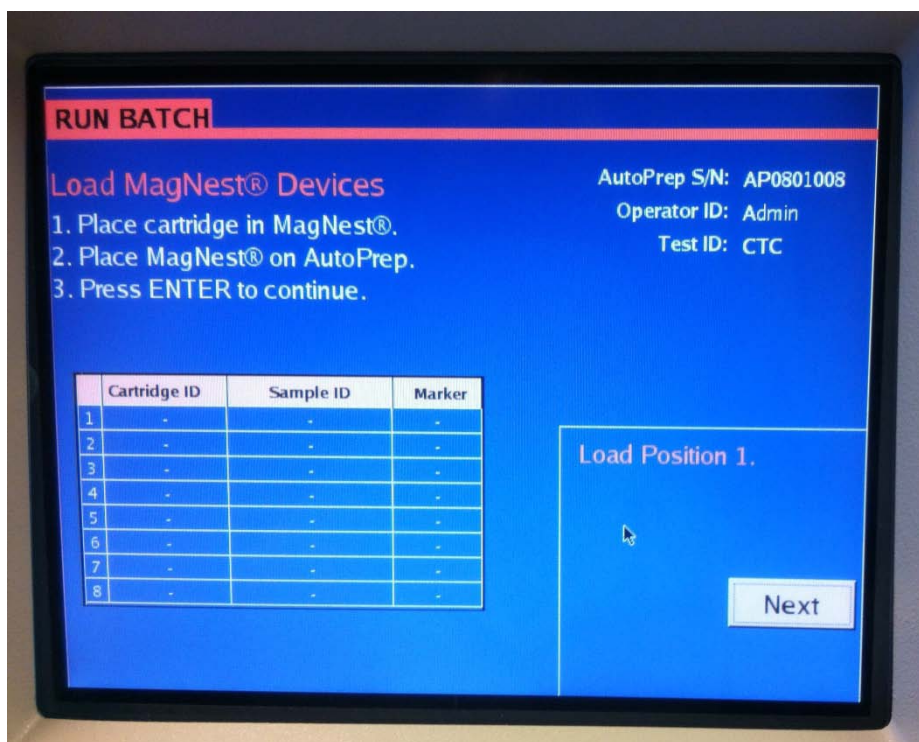 RUN BATCH
Load MagNest® Devices
1. Place cartridge in MagNest®.
2. Place MagNest® on AutoPrep.
3. Press ENTER to continue.
AutoPrep S/N: AP0801008
Operator ID: Admin
Test ID: CTC
Cartridge ID Sample ID Marker
1 - - -
2 - - -
3 - - -
4 - - -
5 - - -
6 - - -
7 - - -
8 - - -
Load Position 1.
Next